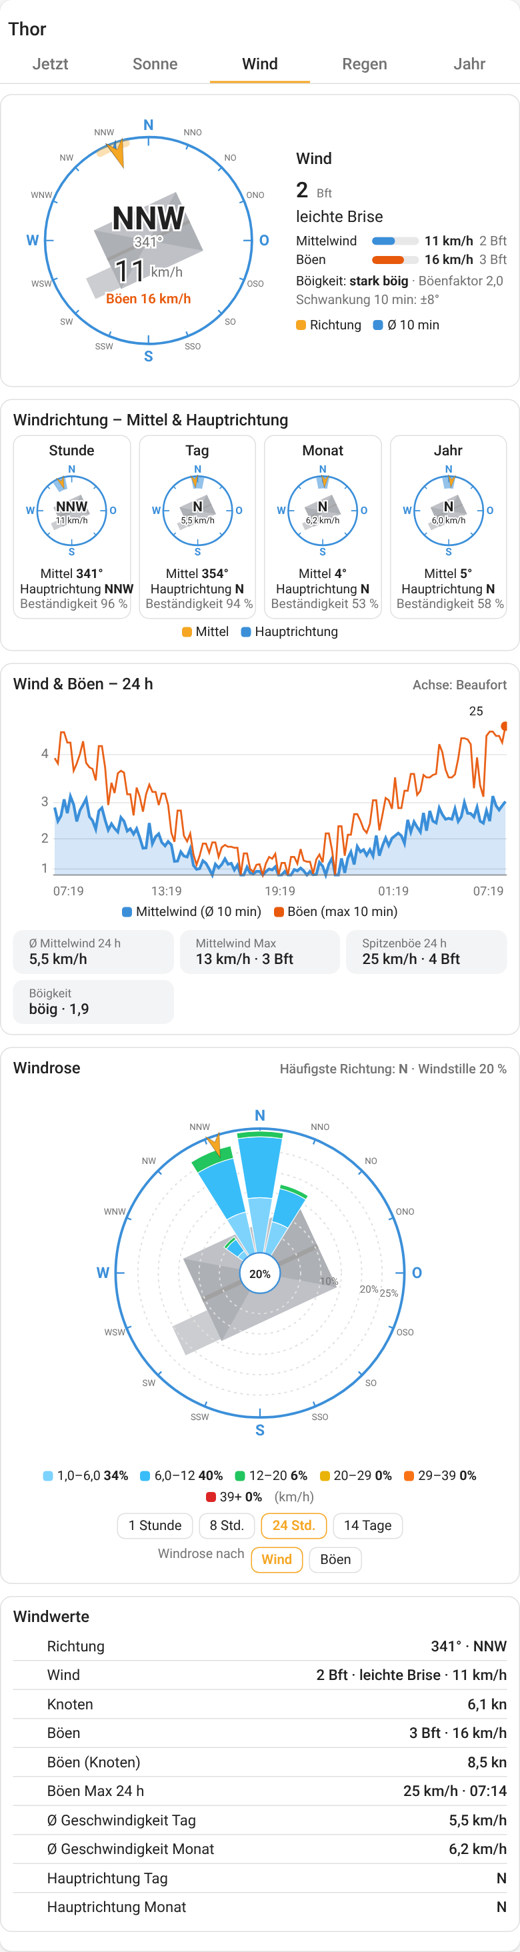 Thor
Jetzt Sonne Wind Regen Jahr
N
NNW NNO
NW NO
WNW ONO
W O
WSW OSO
SW SO
SSW SSO
S
NNW
341°
11 km/h
Böen 16 km/h
Wind
2 Bft
leichte Brise
Mittelwind 11 km/h 2 Bft
Böen 16 km/h 3 Bft
Böigkeit: stark böig · Böenfaktor 2,0
Schwankung 10 min: ±8°
Richtung Ø 10 min
Windrichtung – Mittel & Hauptrichtung
Stunde
N
W O
S
NNW
11 km/h
Mittel 341°
Hauptrichtung NNW
Beständigkeit 96 %
Tag
N
W O
S
N
5,5 km/h
Mittel 354°
Hauptrichtung N
Beständigkeit 94 %
Monat
N
W O
S
N
6,2 km/h
Mittel 4°
Hauptrichtung N
Beständigkeit 53 %
Jahr
N
W O
S
N
6,0 km/h
Mittel 5°
Hauptrichtung N
Beständigkeit 58 %
Mittel Hauptrichtung
Wind & Böen – 24 h Achse: Beaufort
25
4
3
2
1
07:19 13:19 19:19 01:19 07:19
Mittelwind (Ø 10 min) Böen (max 10 min)
Ø Mittelwind 24 h
5,5 km/h
Mittelwind Max
13 km/h · 3 Bft
Spitzenböe 24 h
25 km/h · 4 Bft
Böigkeit
böig · 1,9
Windrose Häufigste Richtung: N · Windstille 20 %
N
NNW NNO
NW NO
WNW ONO
W 20% O
10% 20% 25%
WSW OSO
SW SO
SSW SSO
S
1,0–6,0 34% 6,0–12 40% 12–20 6% 20–29 0% 29–39 0%
39+ 0% (km/h)
1 Stunde 8 Std. 24 Std. 14 Tage
Windrose nach Wind Böen
Windwerte
Richtung 341° · NNW
Wind 2 Bft · leichte Brise · 11 km/h
Knoten 6,1 kn
Böen 3 Bft · 16 km/h
Böen (Knoten) 8,5 kn
Böen Max 24 h 25 km/h · 07:14
Ø Geschwindigkeit Tag 5,5 km/h
Ø Geschwindigkeit Monat 6,2 km/h
Hauptrichtung Tag N
Hauptrichtung Monat N